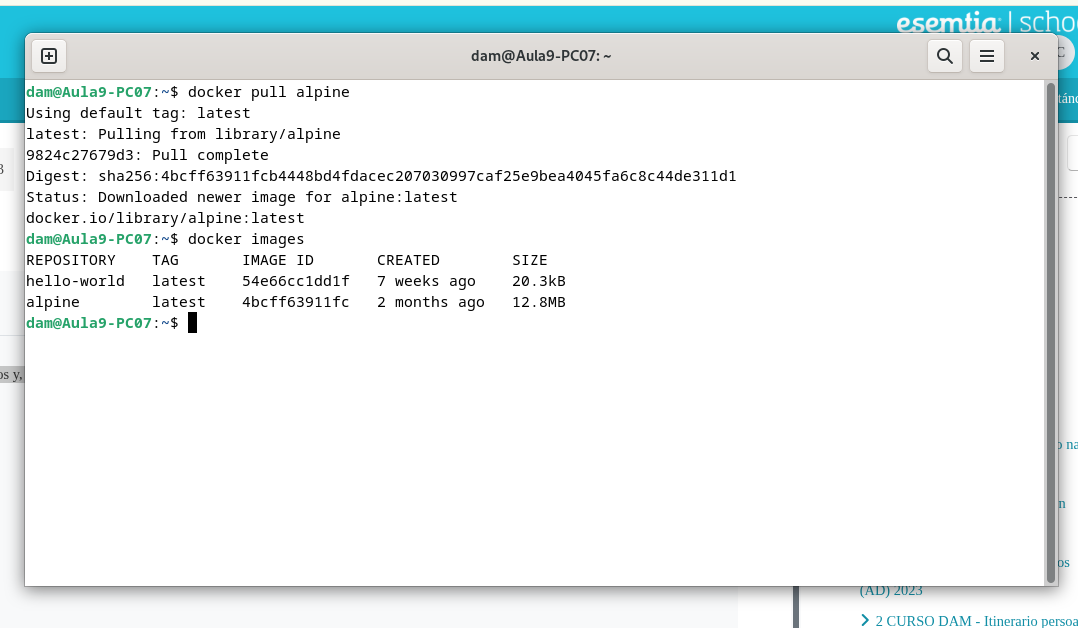 esemtia: | scho
dam@Aula9-PC07: ~
dam@Aula9-PC07:~$ docker pull alpine
Using default tag: latest
latest: Pulling from library/alpine
9824c27679d3: Pull complete
Digest: sha256:4bcff63911fcb4448bd4fdacec207030997caf25e9bea4045fa6c8c44de311d1
Status: Downloaded newer image for alpine:latest
docker.io/library/alpine:latest
dam@Aula9-PC07:~$ docker images
REPOSITORY    TAG       IMAGE ID       CREATED        SIZE
hello-world   latest    54e66cc1dd1f   7 weeks ago    20.3kB
alpine        latest    4bcff63911fc   2 months ago   12.8MB
dam@Aula9-PC07:~$
os y,
o na
n
os
(AD) 2023
2 CURSO DAM - Itinerario persoa